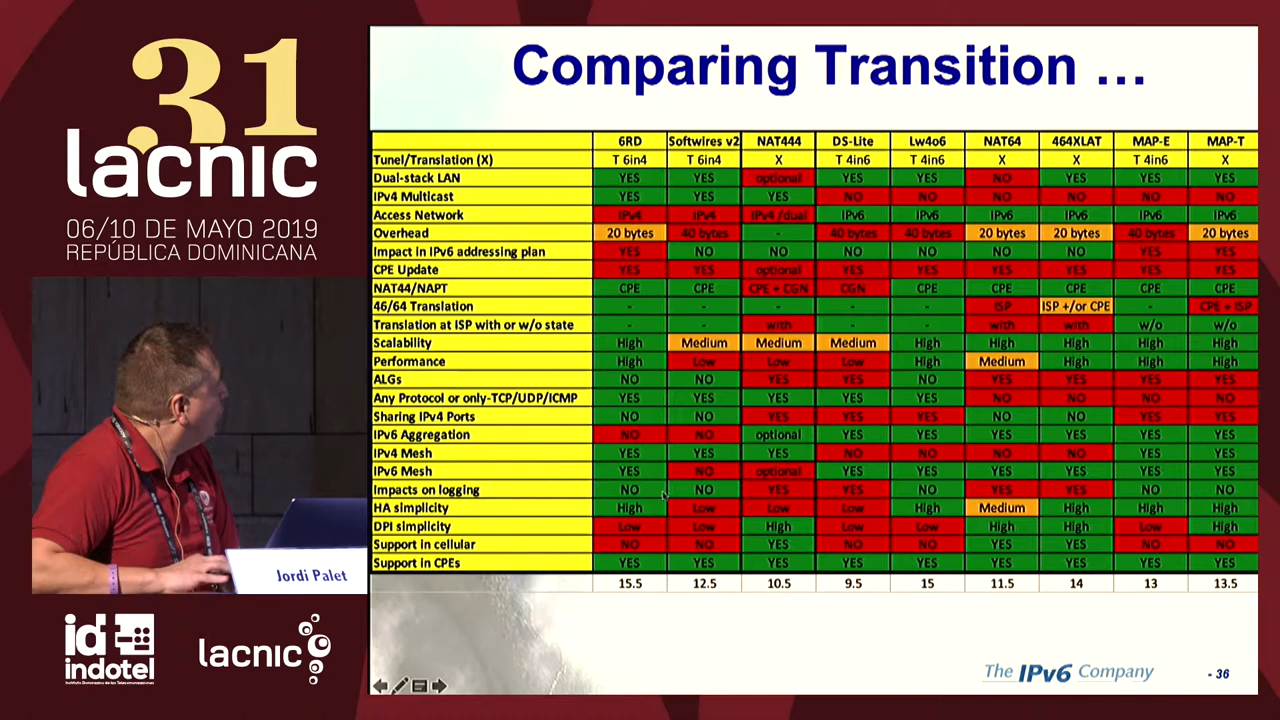 31
lacnic
06/10 DE MAYO 2019
REPÚBLICA DOMINICANA
Jordi Palet
id
indotel
lacnic
Comparing Transition ...
6RD Softwires v2 NAT444 DS-Lite Lw4o6 NAT64 464XLAT MAP-E MAP-T
Tunel/Translation (X) T 6in4 T 6in4 X T 4in6 T 4in6 X X T 4in6 X
Dual-stack LAN YES YES optional YES YES NO YES YES YES
IPv4 Multicast YES YES YES NO NO NO NO NO NO
Access Network IPv4 IPv4 IPv4 /dual IPv6 IPv6 IPv6 IPv6 IPv6 IPv6
Overhead 20 bytes 40 bytes - 40 bytes 40 bytes 20 bytes 20 bytes 40 bytes 20 bytes
Impact in IPv6 addressing plan YES NO NO NO NO NO NO YES YES
CPE Update YES YES optional YES YES YES YES YES YES
NAT44/NAPT CPE CPE CPE + CGN CGN CPE CPE CPE CPE CPE
46/64 Translation - - - - - ISP ISP +/or CPE - CPE + ISP
Translation at ISP with or w/o state - - with - - with with w/o w/o
Scalability High Medium Medium Medium High High High High High
Performance High Low Low Low High Medium High High High
ALGs NO NO YES YES NO YES YES YES YES
Any Protocol or only-TCP/UDP/ICMP YES YES YES YES YES NO NO NO NO
Sharing IPv4 Ports NO NO YES YES YES NO NO YES YES
IPv6 Aggregation NO NO optional YES YES YES YES YES YES
IPv4 Mesh YES YES YES NO NO NO NO YES YES
IPv6 Mesh YES NO optional YES YES YES YES YES YES
Impacts on logging NO NO YES YES NO YES YES NO NO
HA simplicity High Low Low Low High Medium High High High
DPI simplicity Low Low High Low Low High High Low High
Support in cellular NO NO YES NO NO YES YES NO NO
Support in CPEs YES YES YES YES YES YES YES YES YES
15.5 12.5 10.5 9.5 15 11.5 14 13 13.5
The IPv6 Company
- 36